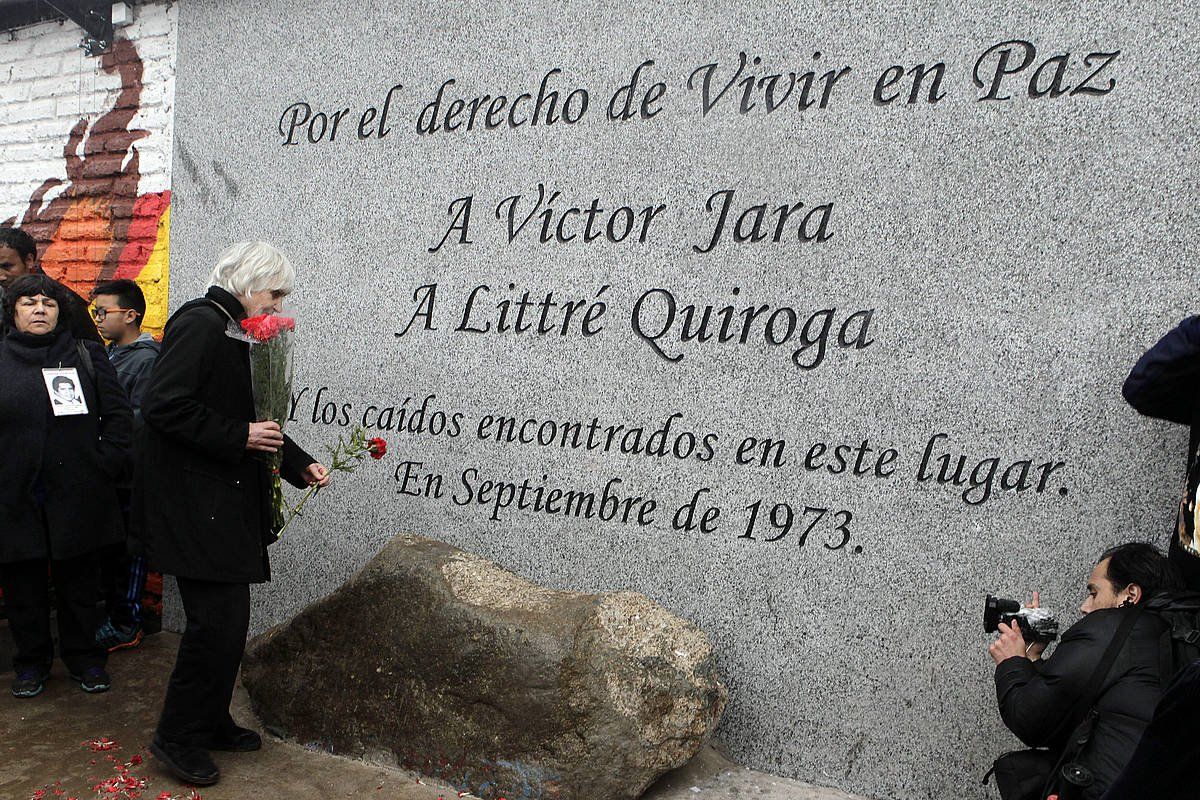 Por el derecho de Vivir en Paz
A Víctor Jara
A Littré Quiroga
Y los caídos encontrados en este lugar.
En Septiembre de 1973.